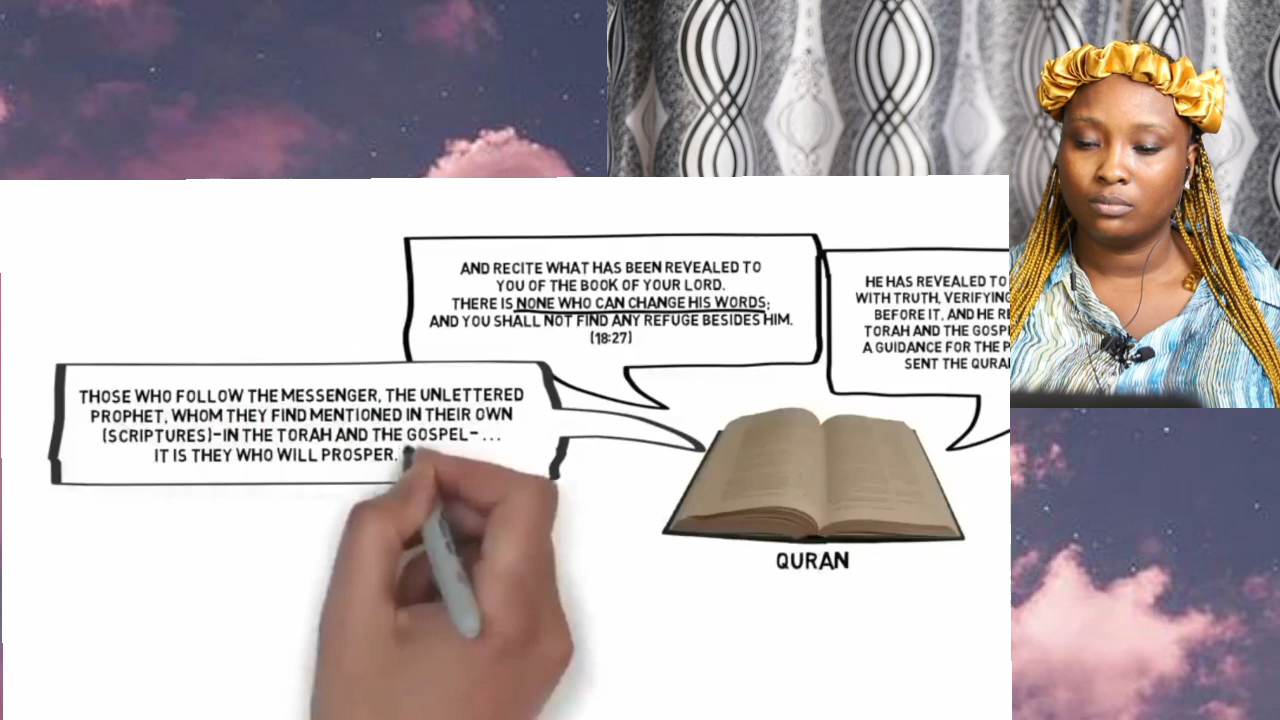 AND RECITE WHAT HAS BEEN REVEALED TO
YOU OF THE BOOK OF YOUR LORD.
THERE IS NONE WHO CAN CHANGE HIS WORDS;
AND YOU SHALL NOT FIND ANY REFUGE BESIDES HIM.
(18:27)
HE HAS REVEALED TO
WITH TRUTH, VERIFYING
BEFORE IT, AND HE
TORAH AND THE
A GUIDANCE FOR THE
SENT THE
THOSE WHO FOLLOW THE MESSENGER, THE UNLETTERED
PROPHET, WHOM THEY FIND MENTIONED IN THEIR OWN
(SCRIPTURES)-IN THE TORAH AND THE GOSPEL- ...
IT IS THEY WHO WILL PROSPER.
QURAN